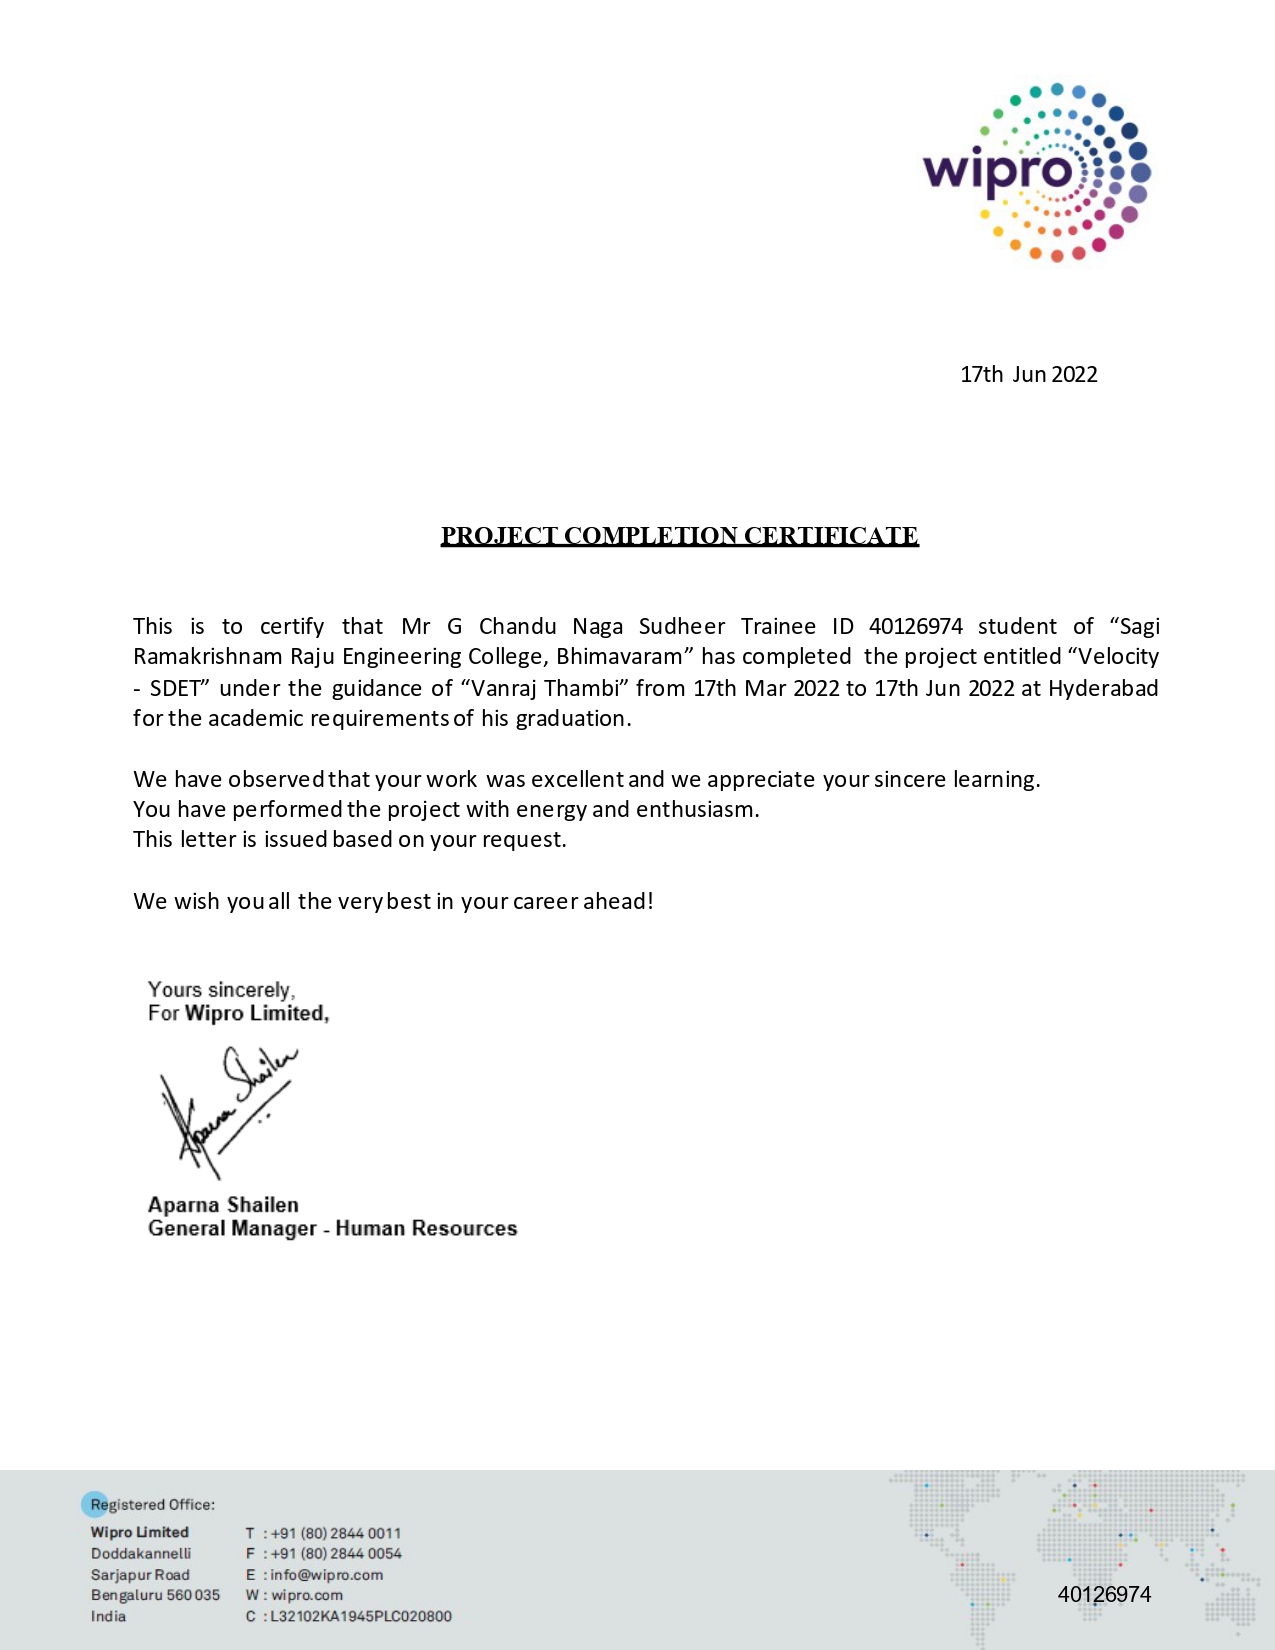 wipro
17th Jun 2022
PROJECT COMPLETION CERTIFICATE
This is to certify that Mr G Chandu Naga Sudheer Trainee ID 40126974 student of “Sagi
Ramakrishnam Raju Engineering College, Bhimavaram” has completed the project entitled “Velocity
- SDET” under the guidance of “Vanraj Thambi” from 17th Mar 2022 to 17th Jun 2022 at Hyderabad
for the academic requirements of his graduation.
We have observed that your work was excellent and we appreciate your sincere learning.
You have performed the project with energy and enthusiasm.
This letter is issued based on your request.
We wish you all the very best in your career ahead!
Yours sincerely,
For Wipro Limited,
Aparna Shailen
Aparna Shailen
General Manager - Human Resources
Registered Office:
Wipro Limited T : +91 (80) 2844 0011
Doddakannelli F : +91 (80) 2844 0054
Sarjapur Road E : info@wipro.com
Bengaluru 560 035 W : wipro.com
India C : L32102KA1945PLC020800
40126974